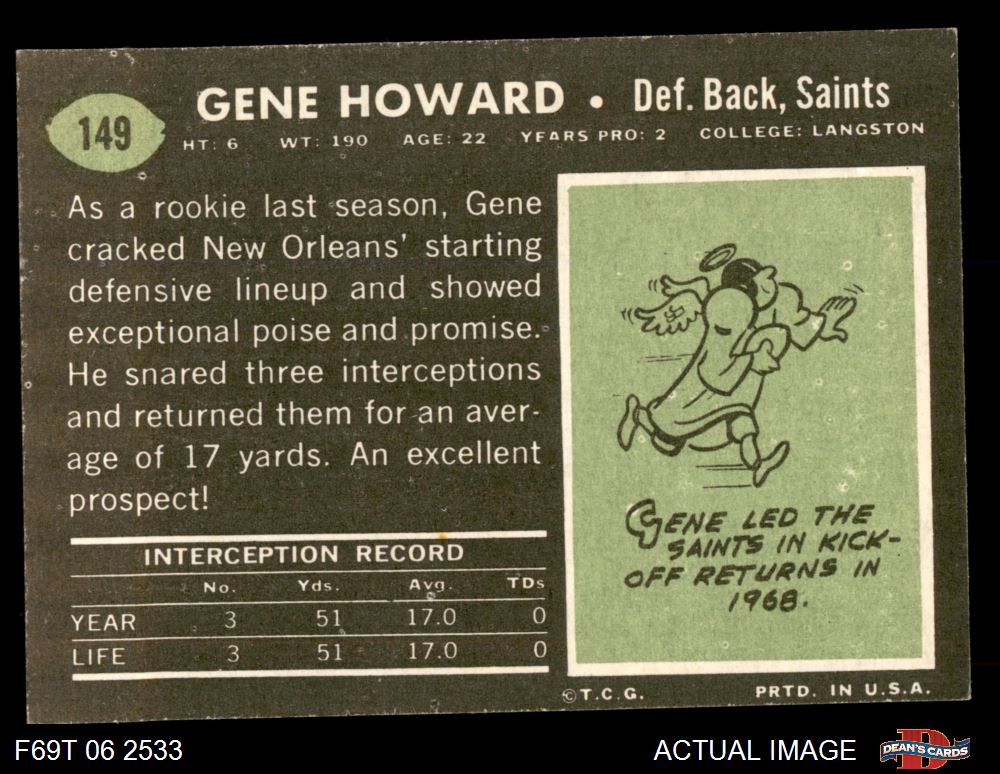 149
GENE HOWARD • Def. Back, Saints
HT: 6 WT: 190 AGE: 22 YEARS PRO: 2 COLLEGE: LANGSTON
As a rookie last season, Gene
cracked New Orleans' starting
defensive lineup and showed
exceptional poise and promise.
He snared three interceptions
and returned them for an aver-
age of 17 yards. An excellent
prospect!
INTERCEPTION RECORD
No. Yds. Avg. TDs
YEAR 3 51 17.0 0
LIFE 3 51 17.0 0
GENE LED THE
SAINTS IN KICK-
OFF RETURNS IN
1968.
©T.C.G. PRTD. IN U.S.A.
F69T 06 2533
ACTUAL IMAGE
DEAN'S CARDS